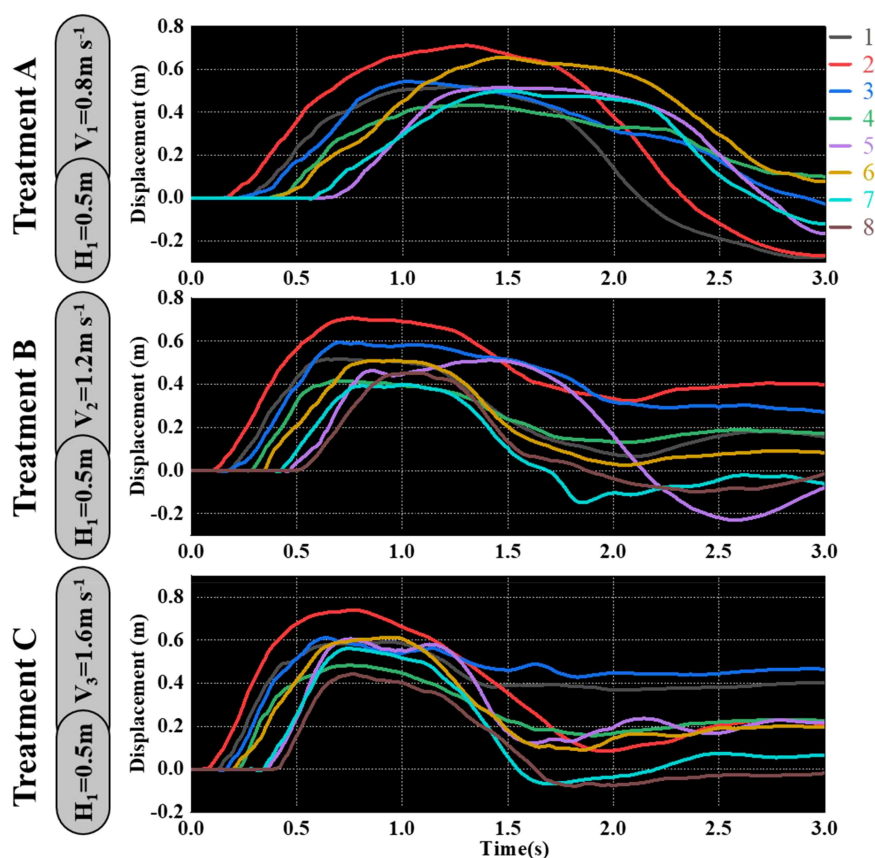 Treatment A
H₁=0.5m V₁=0.8m s⁻¹
Displacement (m)
0.8
0.6
0.4
0.2
0.0
-0.2
0.0 0.5 1.0 1.5 2.0 2.5 3.0
1
2
3
4
5
6
7
8
Treatment B
H₁=0.5m V₂=1.2m s⁻¹
Displacement (m)
0.8
0.6
0.4
0.2
0.0
-0.2
0.0 0.5 1.0 1.5 2.0 2.5 3.0
Treatment C
H₁=0.5m V₃=1.6m s⁻¹
Displacement (m)
0.8
0.6
0.4
0.2
0.0
-0.2
0.0 0.5 1.0 1.5 2.0 2.5 3.0
Time(s)